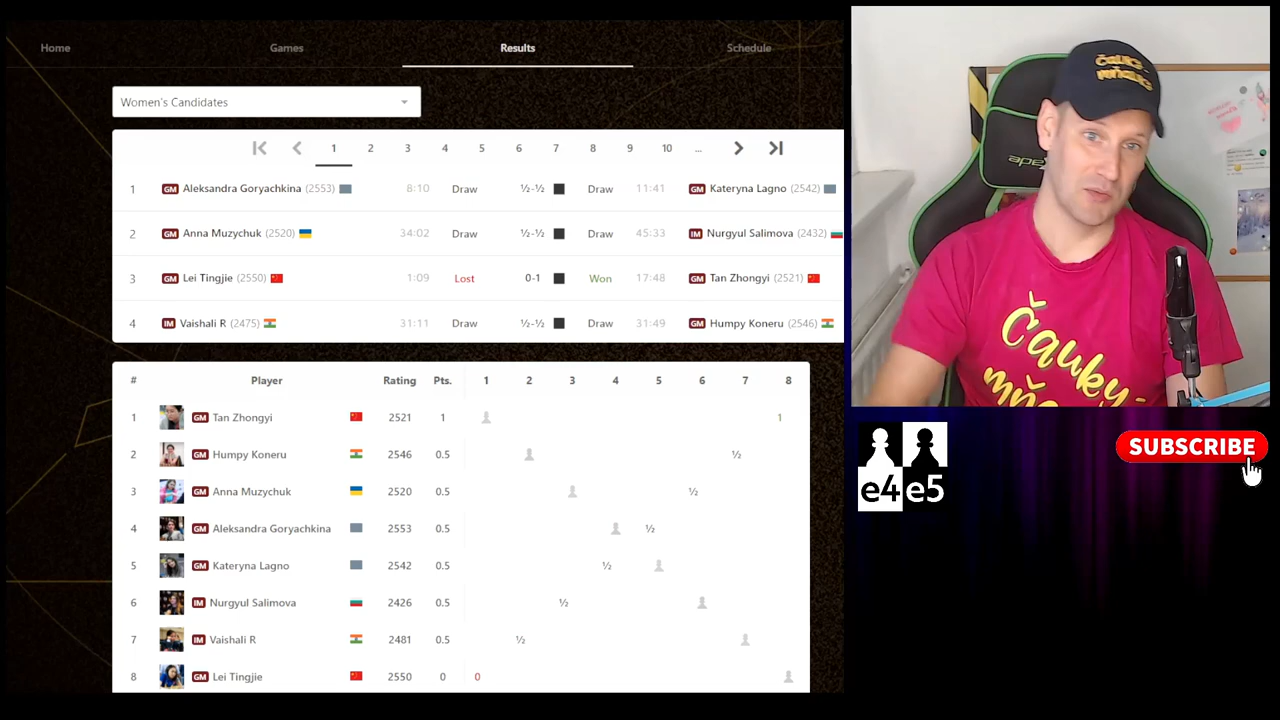 Home Games Results Schedule
Women's Candidates
1 2 3 4 5 6 7 8 9 10 ...
1 GM Aleksandra Goryachkina (2553) 8:10 Draw ½-½ Draw 11:41 GM Kateryna Lagno (2542)
2 GM Anna Muzychuk (2520) 34:02 Draw ½-½ Draw 45:33 IM Nurgyul Salimova (2432)
3 GM Lei Tingjie (2550) 1:09 Lost 0-1 Won 17:48 GM Tan Zhongyi (2521)
4 IM Vaishali R (2475) 31:11 Draw ½-½ Draw 31:49 GM Humpy Koneru (2546)
# Player Rating Pts. 1 2 3 4 5 6 7 8
1 GM Tan Zhongyi 2521 1 1
2 GM Humpy Koneru 2546 0.5 ½
3 GM Anna Muzychuk 2520 0.5 ½
4 GM Aleksandra Goryachkina 2553 0.5 ½
5 GM Kateryna Lagno 2542 0.5 ½
6 IM Nurgyul Salimova 2426 0.5 ½
7 IM Vaishali R 2481 0.5 ½
8 GM Lei Tingjie 2550 0 0
čauky
mňauky
apex
Čauky
mňa
e4 e5
SUBSCRIBE